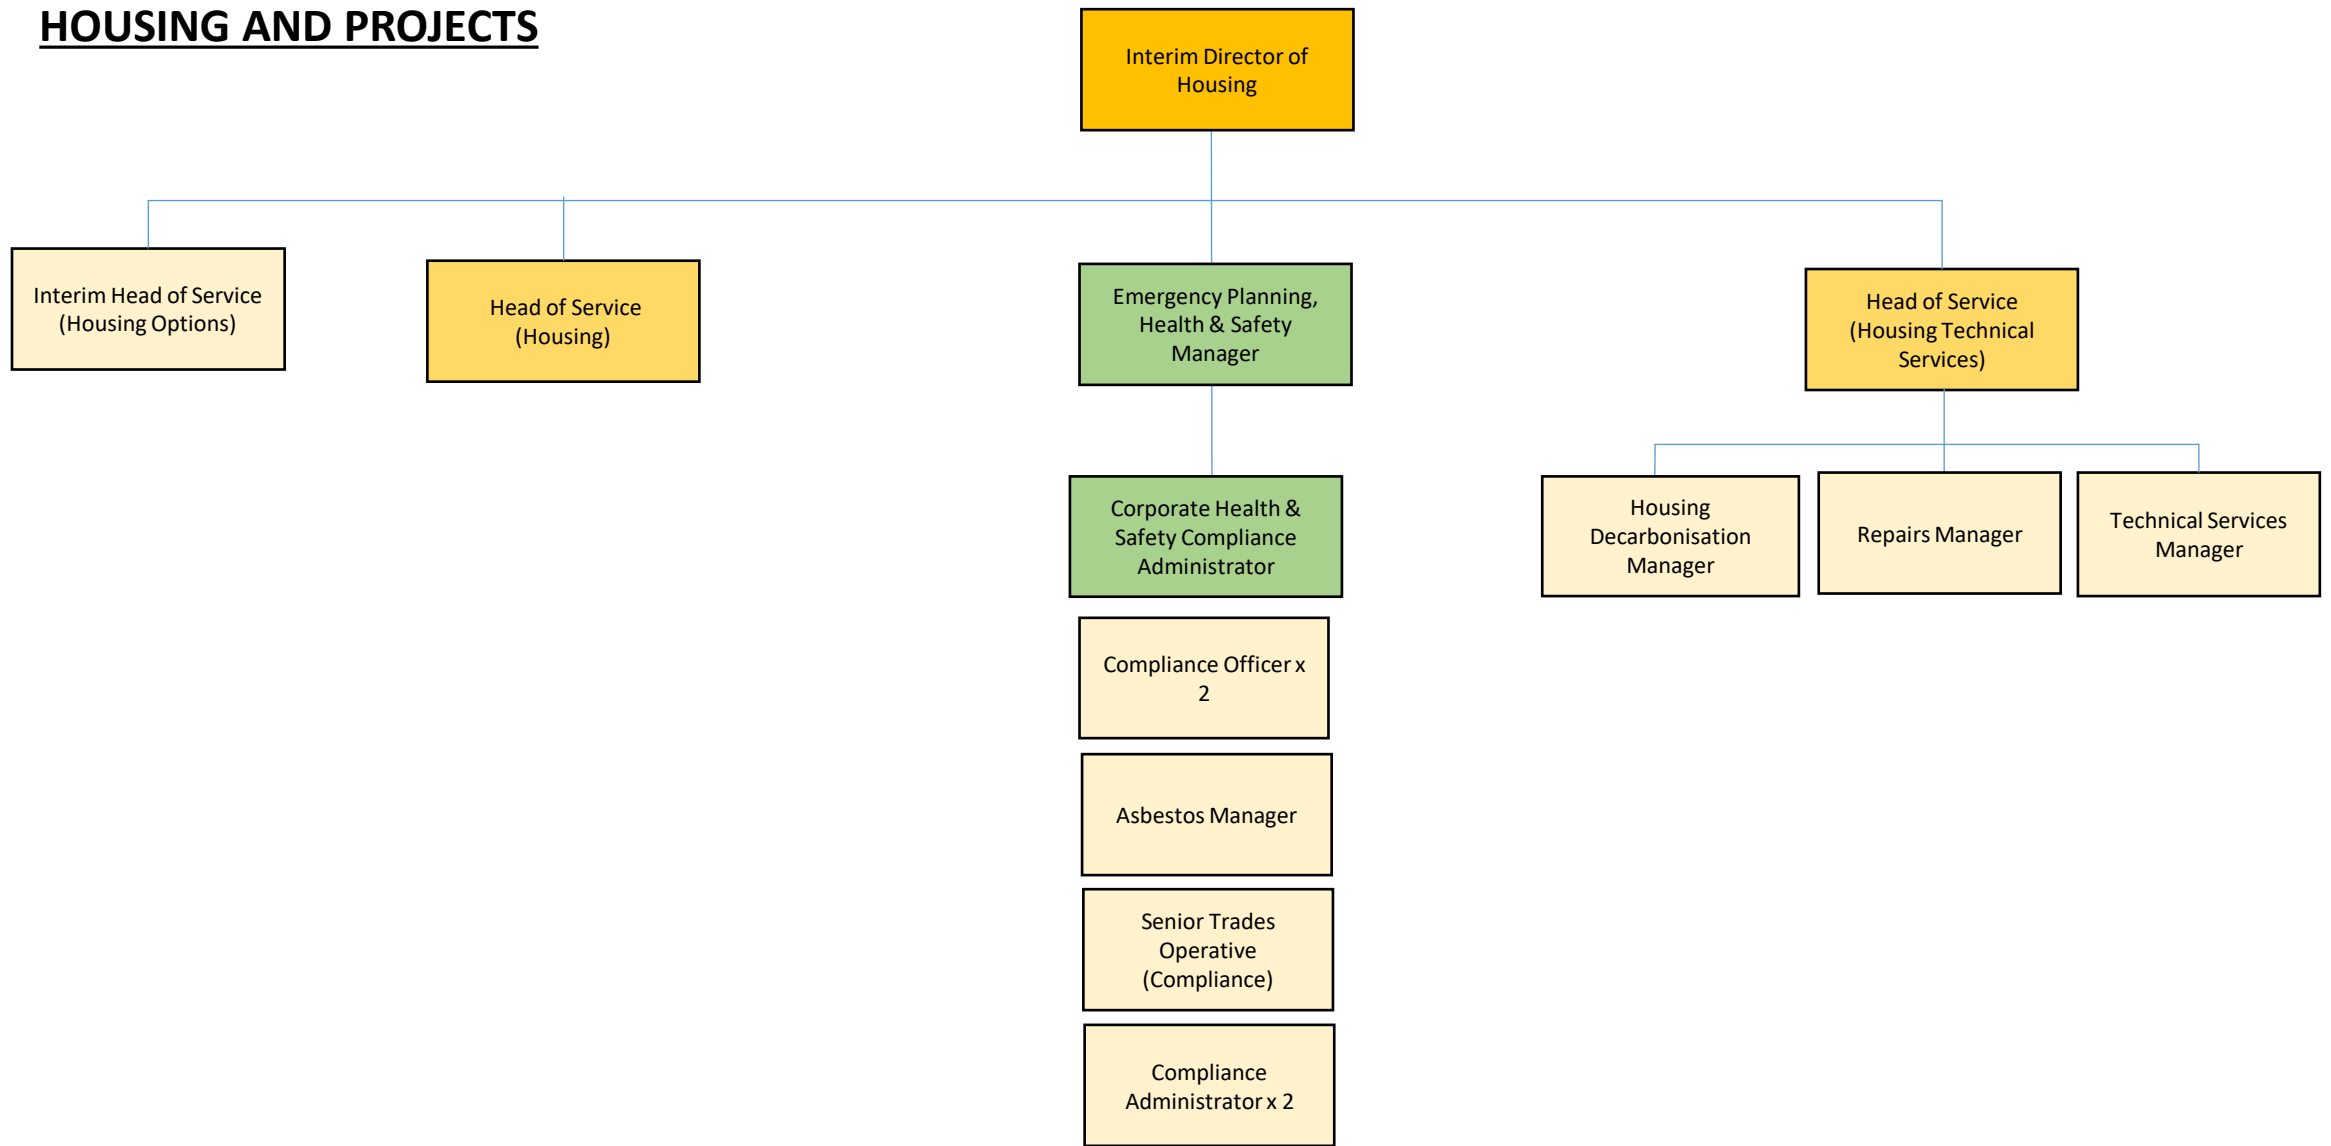 HOUSING AND PROJECTS
Interim Director of
Housing
Interim Head of Service
(Housing Options)
Head of Service
(Housing)
Emergency Planning,
Health & Safety
Manager
Head of Service
(Housing Technical
Services)
Corporate Health &
Safety Compliance
Administrator
Housing
Decarbonisation
Manager
Repairs Manager
Technical Services
Manager
Compliance Officer x
2
Asbestos Manager
Senior Trades
Operative
(Compliance)
Compliance
Administrator x 2